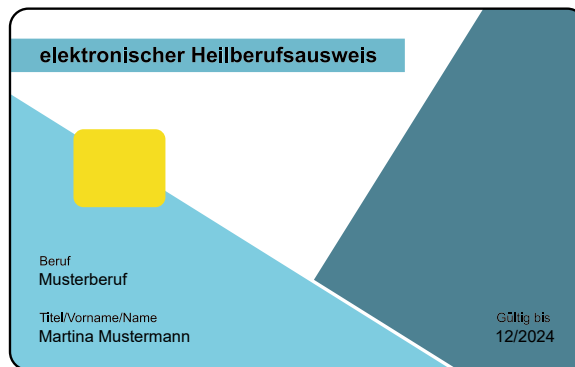 elektronischer Heilberufsausweis
Beruf
Musterberuf
Titel/Vorname/Name
Martina Mustermann
Gültig bis
12/2024